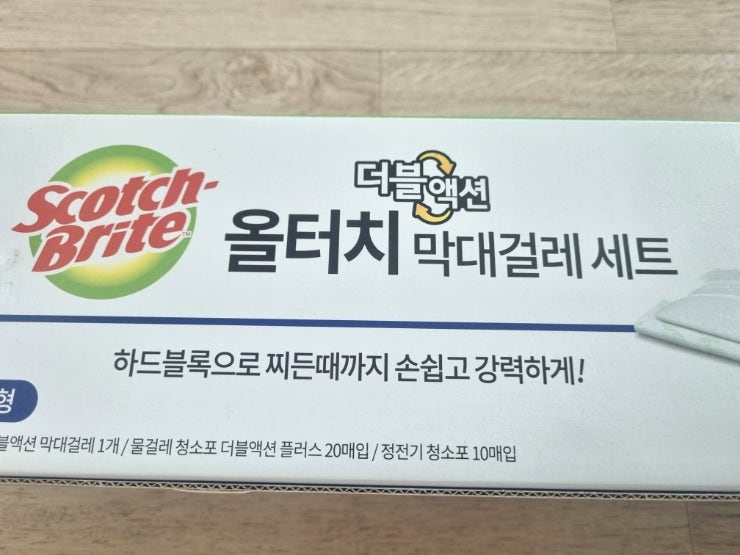 Scotch-Brite™
더블액션
올터치 막대걸레 세트
하드블록으로 찌든때까지 손쉽고 강력하게!
형
블액션 막대걸레 1개 / 물걸레 청소포 더블액션 플러스 20매입 / 정전기 청소포 10매입